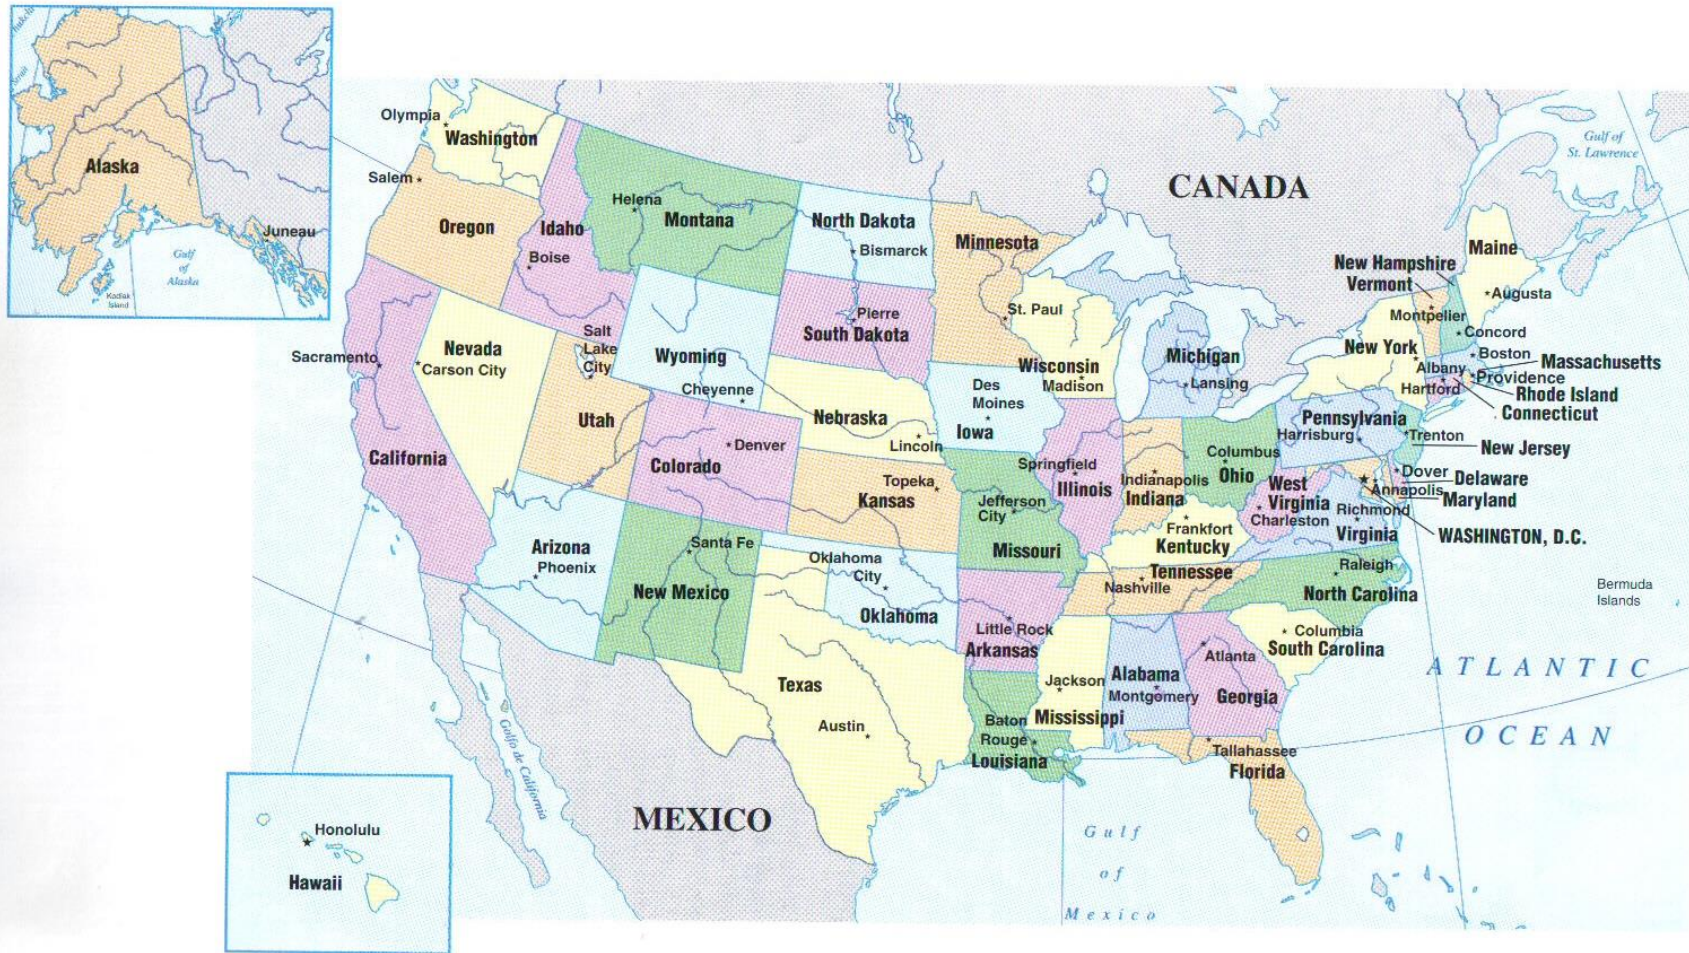 Alaska
Juneau
Gulf
of
Alaska
Kodiak
Island
Olympia
Washington
Salem
Oregon
Idaho
Boise
Helena
Montana
North Dakota
Bismarck
Minnesota
St. Paul
CANADA
Gulf of
St. Lawrence
Maine
Augusta
New Hampshire
Vermont
Montpelier
Concord
Boston
Massachusetts
New York
Albany
Providence
Rhode Island
Hartford
Connecticut
Sacramento
Nevada
Carson City
California
Salt
Lake
City
Utah
Wyoming
Cheyenne
Pierre
South Dakota
Nebraska
Lincoln
Des
Moines
Iowa
Wisconsin
Madison
Michigan
Lansing
Pennsylvania
Harrisburg
Trenton
New Jersey
Denver
Colorado
Topeka
Kansas
Jefferson
City
Missouri
Springfield
Illinois
Indianapolis
Indiana
Columbus
Ohio
West
Virginia
Charleston
Dover
Delaware
Annapolis
Maryland
WASHINGTON, D.C.
Richmond
Virginia
Frankfort
Kentucky
Arizona
Phoenix
Santa Fe
New Mexico
Oklahoma
City
Oklahoma
Little Rock
Arkansas
Nashville
Tennessee
Raleigh
North Carolina
Columbia
South Carolina
Bermuda
Islands
Texas
Austin
Baton
Rouge
Louisiana
Jackson
Mississippi
Alabama
Montgomery
Atlanta
Georgia
Tallahassee
Florida
ATLANTIC
OCEAN
Golfo de California
MEXICO
Gulf
of
Mexico
Honolulu
Hawaii